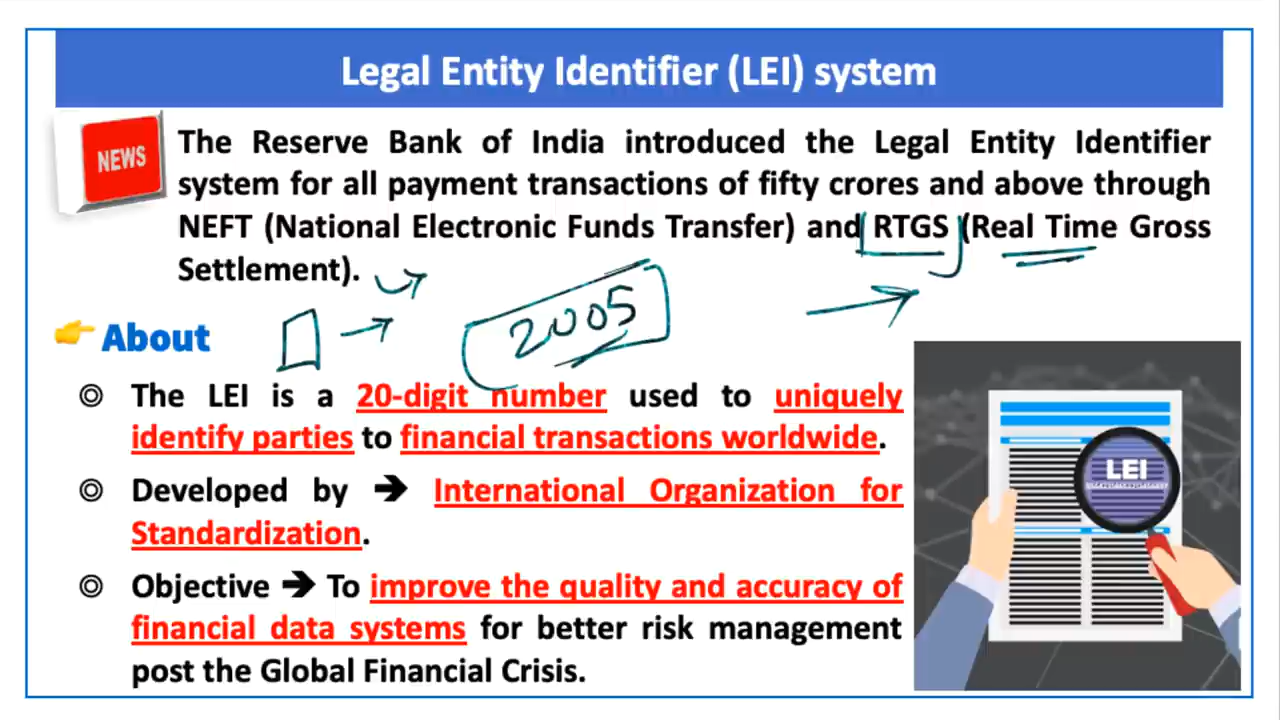 Legal Entity Identifier (LEI) system
NEWS
The Reserve Bank of India introduced the Legal Entity Identifier
system for all payment transactions of fifty crores and above through
NEFT (National Electronic Funds Transfer) and RTGS (Real Time Gross
Settlement).
2005
About
The LEI is a 20-digit number used to uniquely
identify parties to financial transactions worldwide.
Developed by ➔ International Organization for
Standardization.
Objective ➔ To improve the quality and accuracy of
financial data systems for better risk management
post the Global Financial Crisis.
LEI